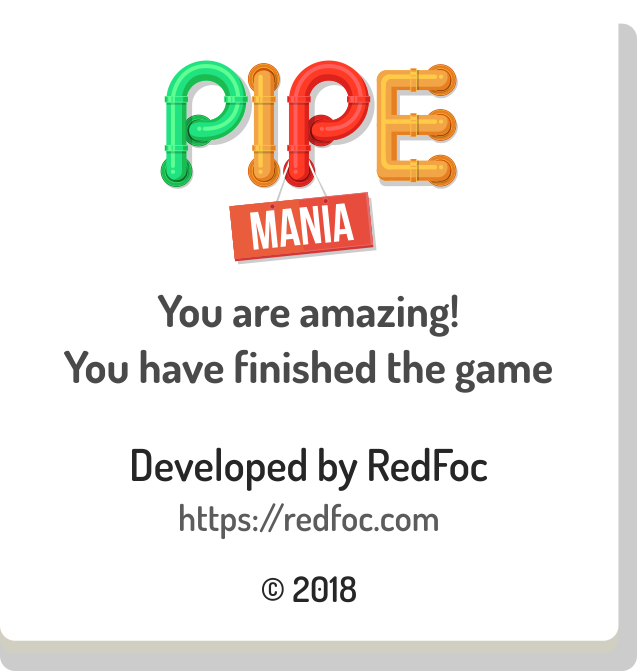 PIPE
MANIA
You are amazing!
You have finished the game
Developed by RedFoc
https://redfoc.com
© 2018